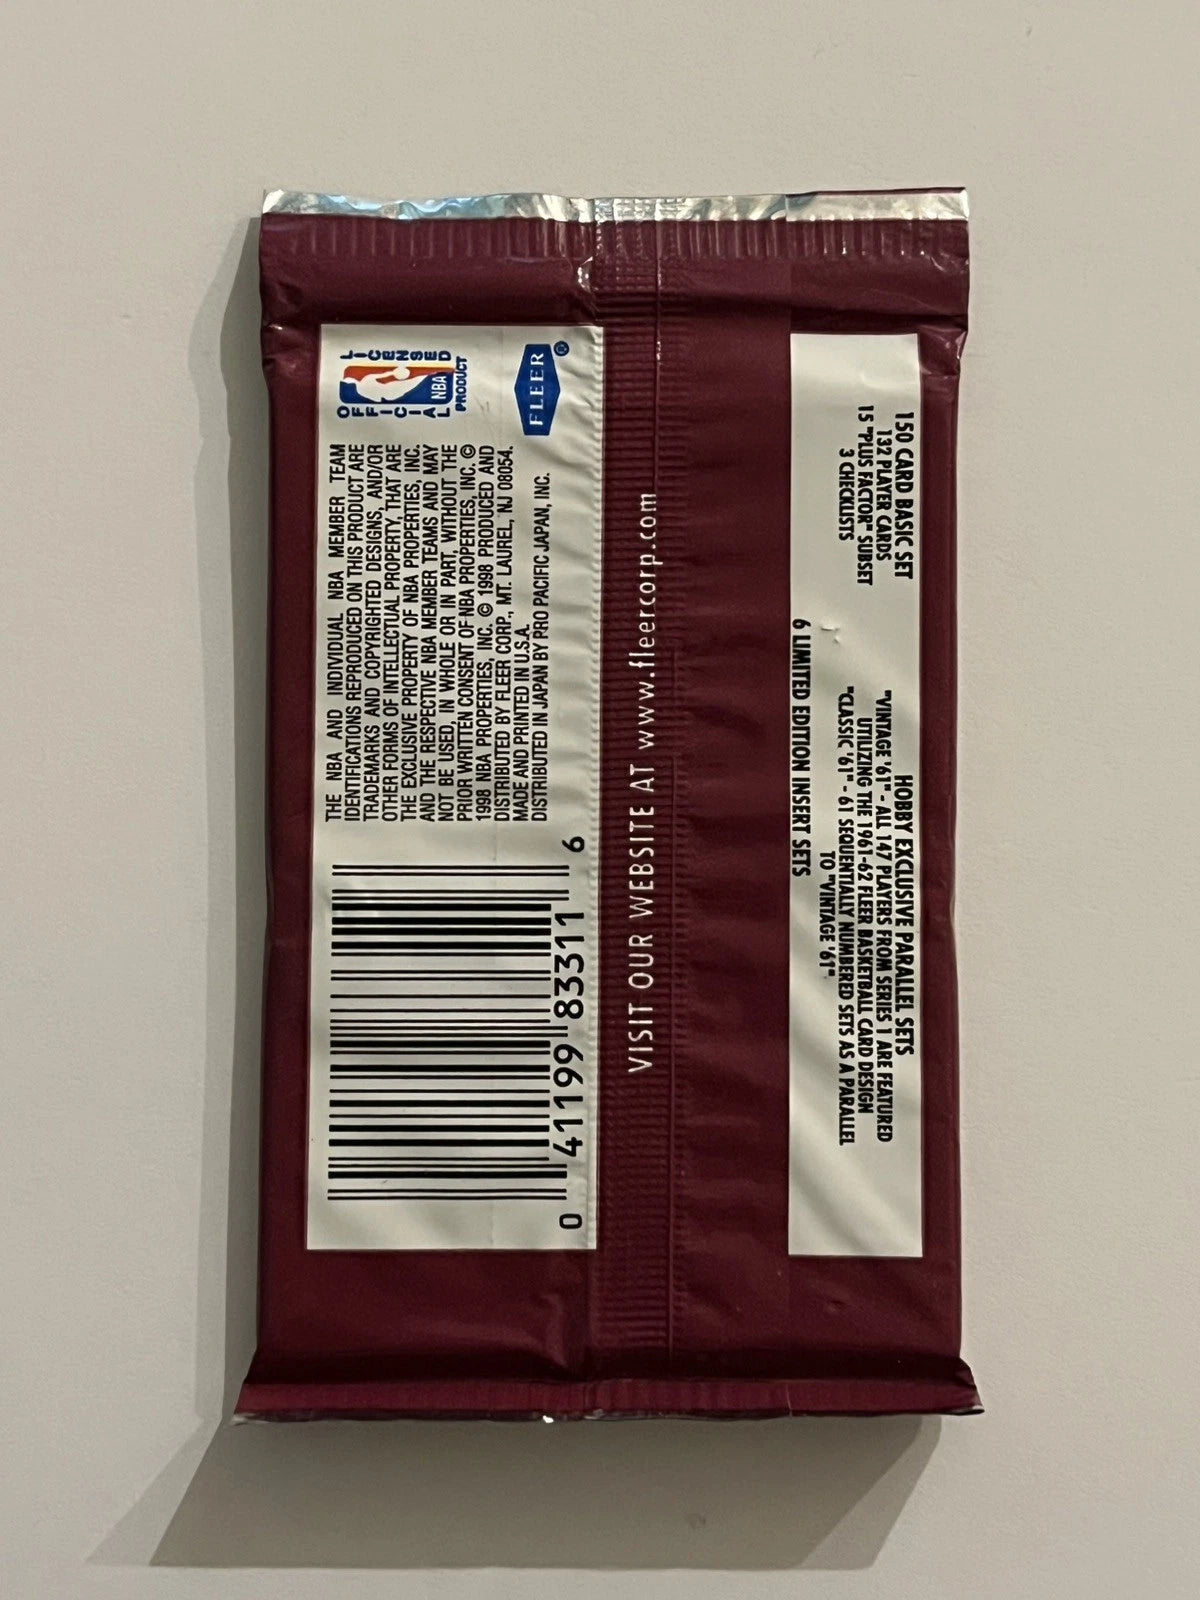 OFFICIAL
LICENSED
NBA
PRODUCT
FLEER®
THE NBA AND INDIVIDUAL NBA MEMBER TEAM
IDENTIFICATIONS REPRODUCED ON THIS PRODUCT ARE
TRADEMARKS AND COPYRIGHTED DESIGNS, AND/OR
OTHER FORMS OF INTELLECTUAL PROPERTY, THAT ARE
THE EXCLUSIVE PROPERTY OF NBA PROPERTIES, INC.
AND THE RESPECTIVE NBA MEMBER TEAMS AND MAY
NOT BE USED, IN WHOLE OR IN PART, WITHOUT THE
PRIOR WRITTEN CONSENT OF NBA PROPERTIES, INC. ©
1998 NBA PROPERTIES, INC. © 1998 PRODUCED AND
DISTRIBUTED BY FLEER CORP., MT. LAUREL, NJ 08054.
MADE AND PRINTED IN U.S.A.
DISTRIBUTED IN JAPAN BY PRO PACIFIC JAPAN, INC.
0 41199 83311 6
VISIT OUR WEBSITE AT www.fleercorp.com
150 CARD BASIC SET
132 PLAYER CARDS
15 "PLUS FACTOR" SUBSET
3 CHECKLISTS
HOBBY EXCLUSIVE PARALLEL SETS
"VINTAGE '61" - ALL 147 PLAYERS FROM SERIES 1 ARE FEATURED
UTILIZING THE 1961-62 FLEER BASKETBALL CARD DESIGN
"CLASSIC '61" - 61 SEQUENTIALLY NUMBERED SETS AS A PARALLEL
TO "VINTAGE '61"
6 LIMITED EDITION INSERT SETS